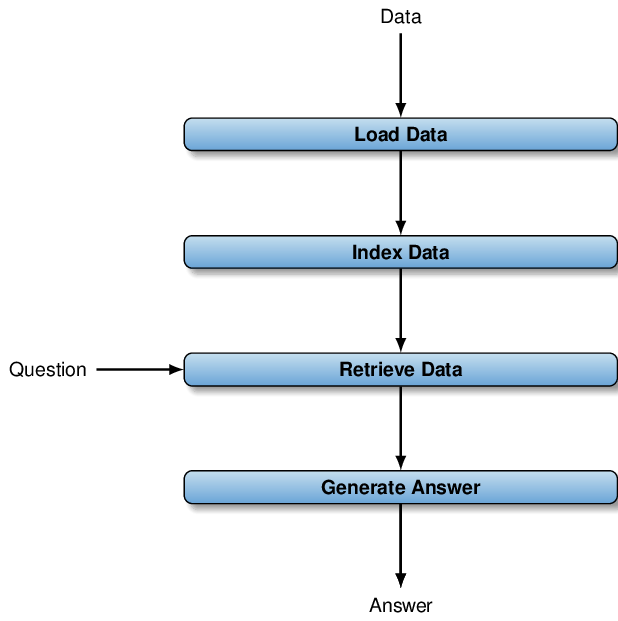 Data
Load Data
Index Data
Question
Retrieve Data
Generate Answer
Answer